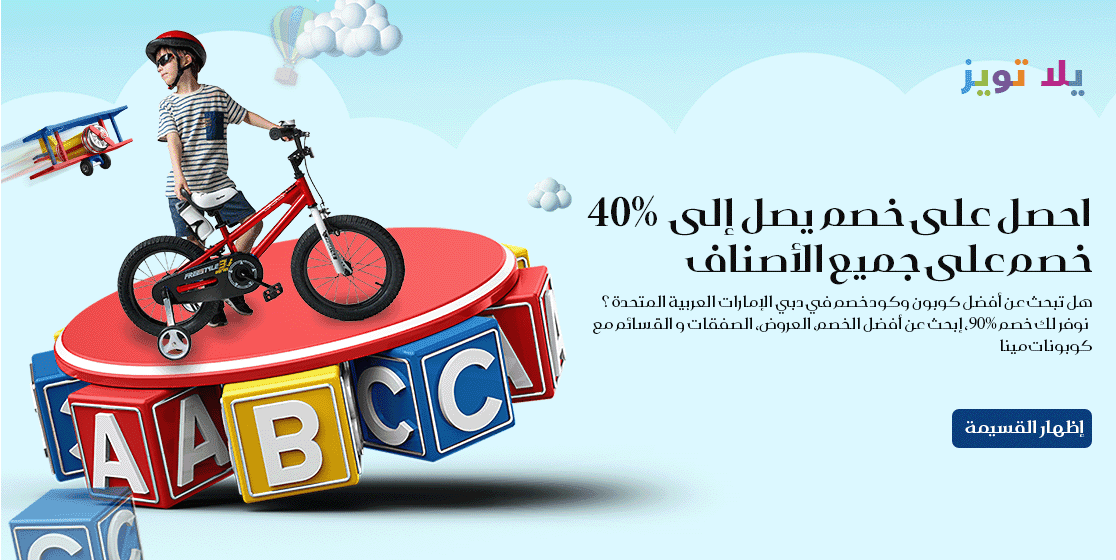 يلا تويز
احصل على خصم يصل إلى 40%
خصم على جميع الأصناف
هل تبحث عن أفضل كوبون وكود خصم في دبي الإمارات العربية المتحدة ؟
نوفر لك خصم 90%، إبحث عن أفضل الخصم, العروض, الصفقات و القسائم مع
كوبونات مينا
إظهار القسيمة
FREESTYLE
A A B C C A
C C